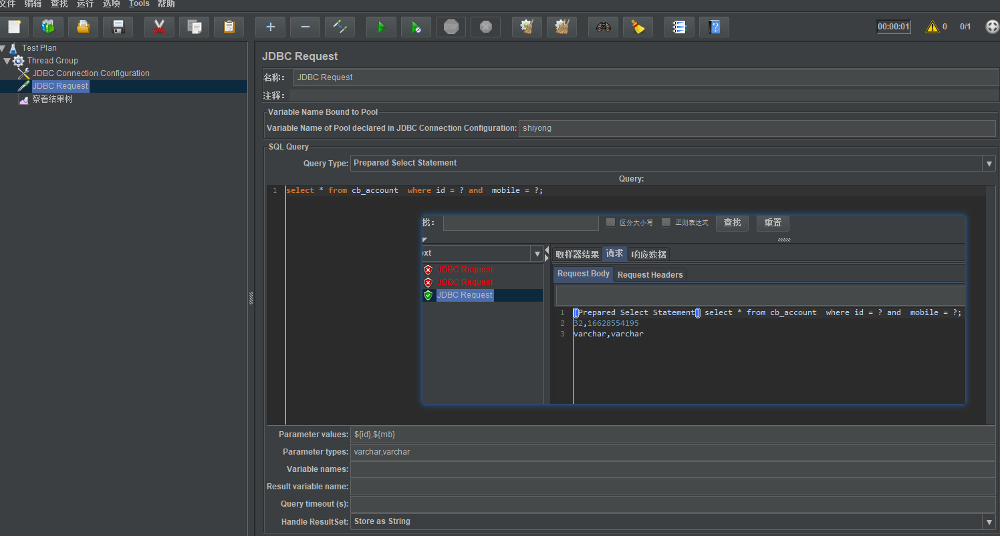 文件 编辑 查找 运行 选项 Tools 帮助
STOP 00:00:01 0 0/1
Test Plan
Thread Group
JDBC Connection Configuration
JDBC Request
察看结果树
JDBC Request
名称： JDBC Request
注释：
Variable Name Bound to Pool
Variable Name of Pool declared in JDBC Connection Configuration: shiyong
SQL Query
Query Type: Prepared Select Statement
Query:
1 select * from cb_account  where id = ? and  mobile = ?;
找： 区分大小写 正则表达式 查找 重置
ext 取样器结果 请求 响应数据
JDBC Request
JDBC Request
JDBC Request
Request Body Request Headers
1 [Prepared Select Statement] select * from cb_account  where id = ? and  mobile = ?;
2 32,16628554195
3 varchar,varchar
Parameter values: ${id},${mb}
Parameter types: varchar,varchar
Variable names:
Result variable name:
Query timeout (s):
Handle ResultSet: Store as String